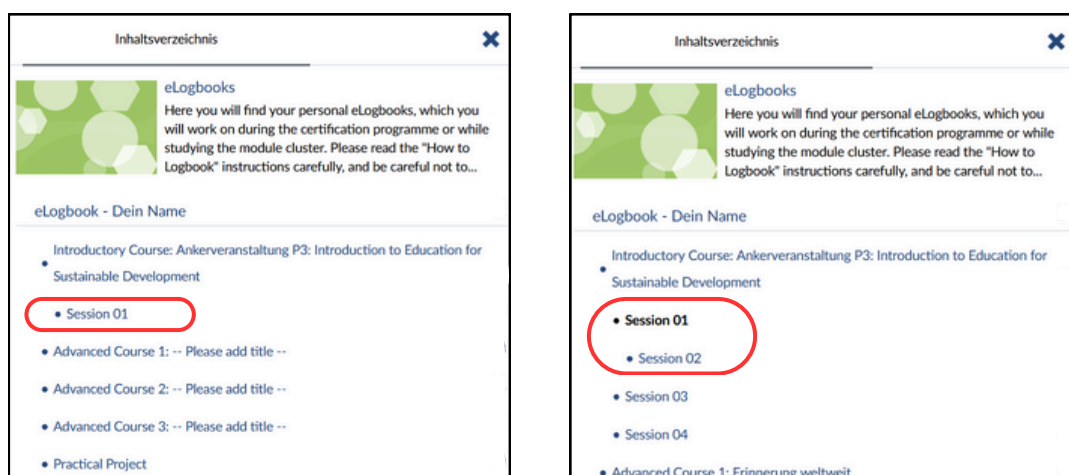 Inhaltsverzeichnis
eLogbooks
Here you will find your personal eLogbooks, which you
will work on during the certification programme or while
studying the module cluster. Please read the "How to
Logbook" instructions carefully, and be careful not to...
eLogbook - Dein Name
Introductory Course: Ankerveranstaltung P3: Introduction to Education for
Sustainable Development
Session 01
Advanced Course 1: -- Please add title --
Advanced Course 2: -- Please add title --
Advanced Course 3: -- Please add title --
Practical Project
Inhaltsverzeichnis
eLogbooks
Here you will find your personal eLogbooks, which you
will work on during the certification programme or while
studying the module cluster. Please read the "How to
Logbook" instructions carefully, and be careful not to...
eLogbook - Dein Name
Introductory Course: Ankerveranstaltung P3: Introduction to Education for
Sustainable Development
Session 01
Session 02
Session 03
Session 04
Advanced Course 1: Erinnerung weltweit